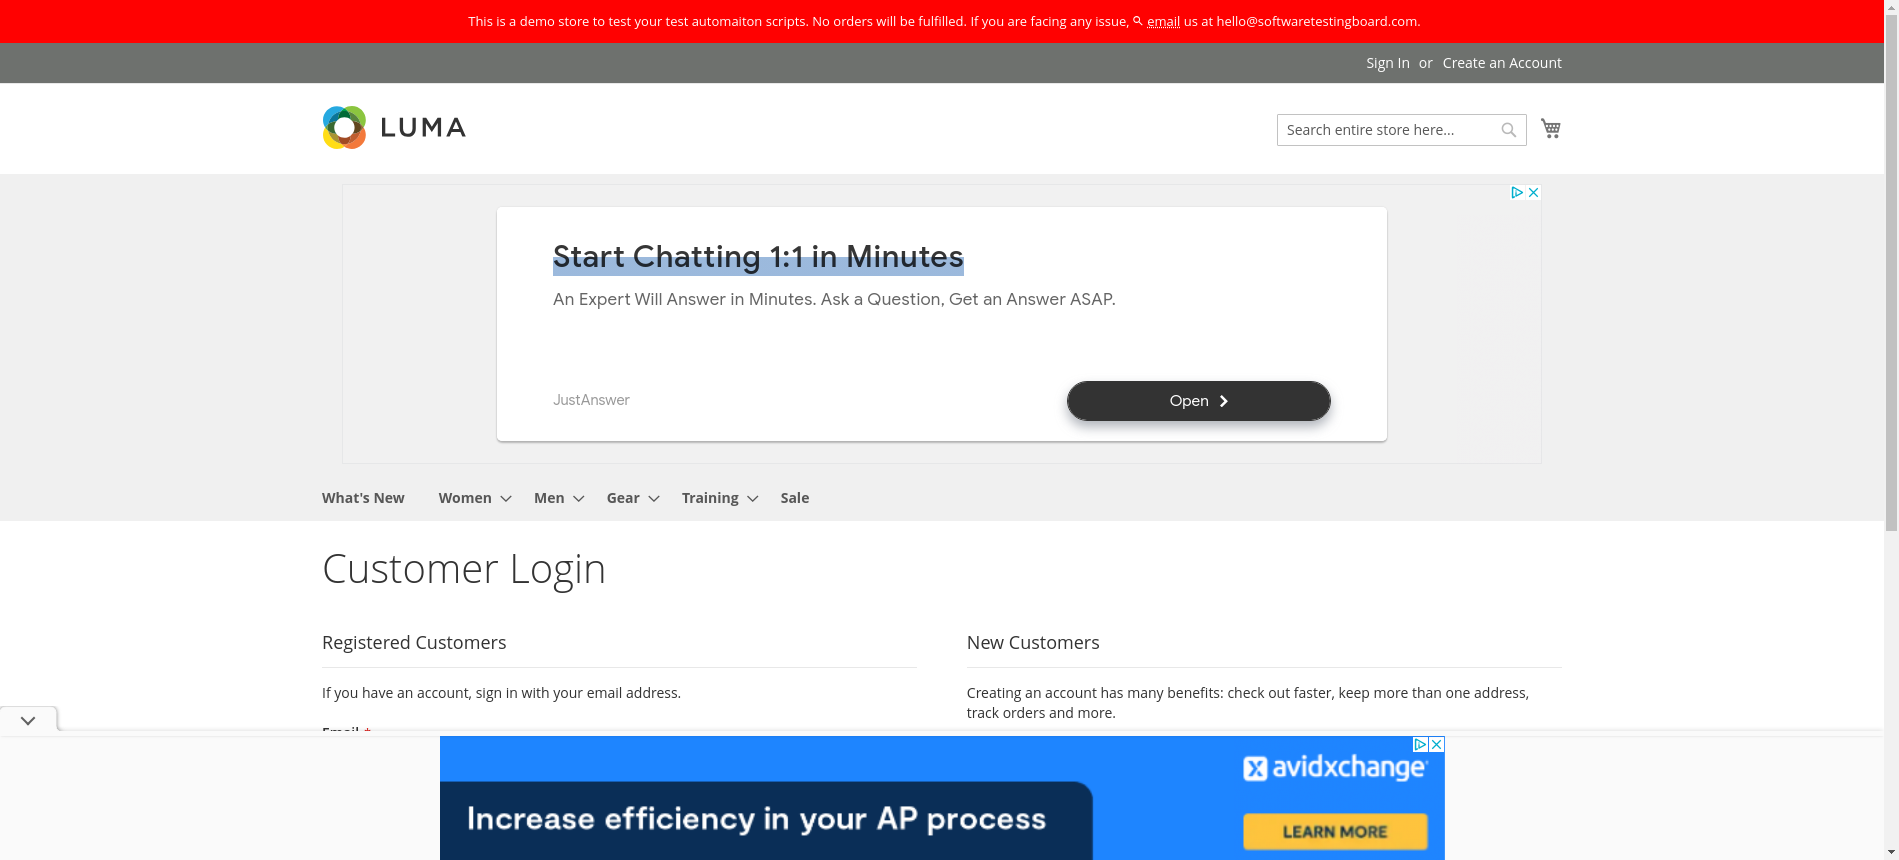 This is a demo store to test your test automaiton scripts. No orders will be fulfilled. If you are facing any issue, email us at hello@softwaretestingboard.com.
Sign In or Create an Account
LUMA
Search entire store here...
Start Chatting 1:1 in Minutes
An Expert Will Answer in Minutes. Ask a Question, Get an Answer ASAP.
JustAnswer
Open
What's New Women Men Gear Training Sale
Customer Login
Registered Customers
If you have an account, sign in with your email address.
Email *
New Customers
Creating an account has many benefits: check out faster, keep more than one address,
track orders and more.
avidxchange
Increase efficiency in your AP process
LEARN MORE